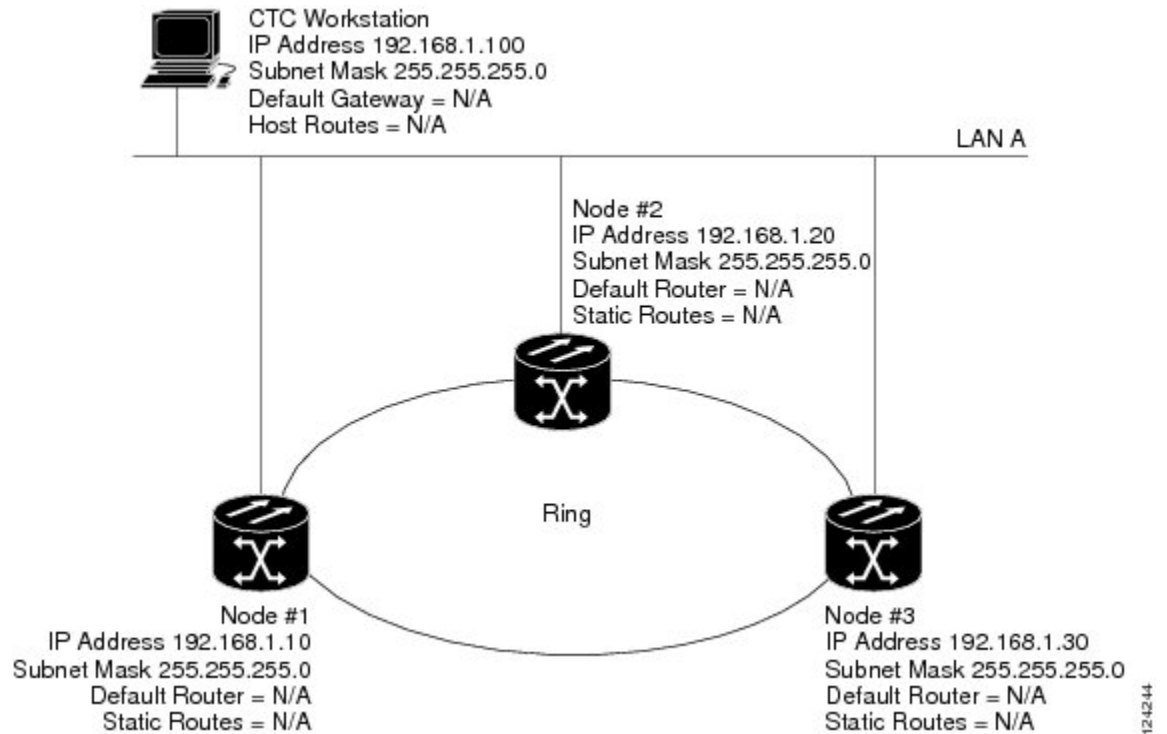 CTC Workstation
IP Address 192.168.1.100
Subnet Mask 255.255.255.0
Default Gateway = N/A
Host Routes = N/A
LAN A
Node #2
IP Address 192.168.1.20
Subnet Mask 255.255.255.0
Default Router = N/A
Static Routes = N/A
Ring
Node #1
IP Address 192.168.1.10
Subnet Mask 255.255.255.0
Default Router = N/A
Static Routes = N/A
Node #3
IP Address 192.168.1.30
Subnet Mask 255.255.255.0
Default Router = N/A
Static Routes = N/A
124244